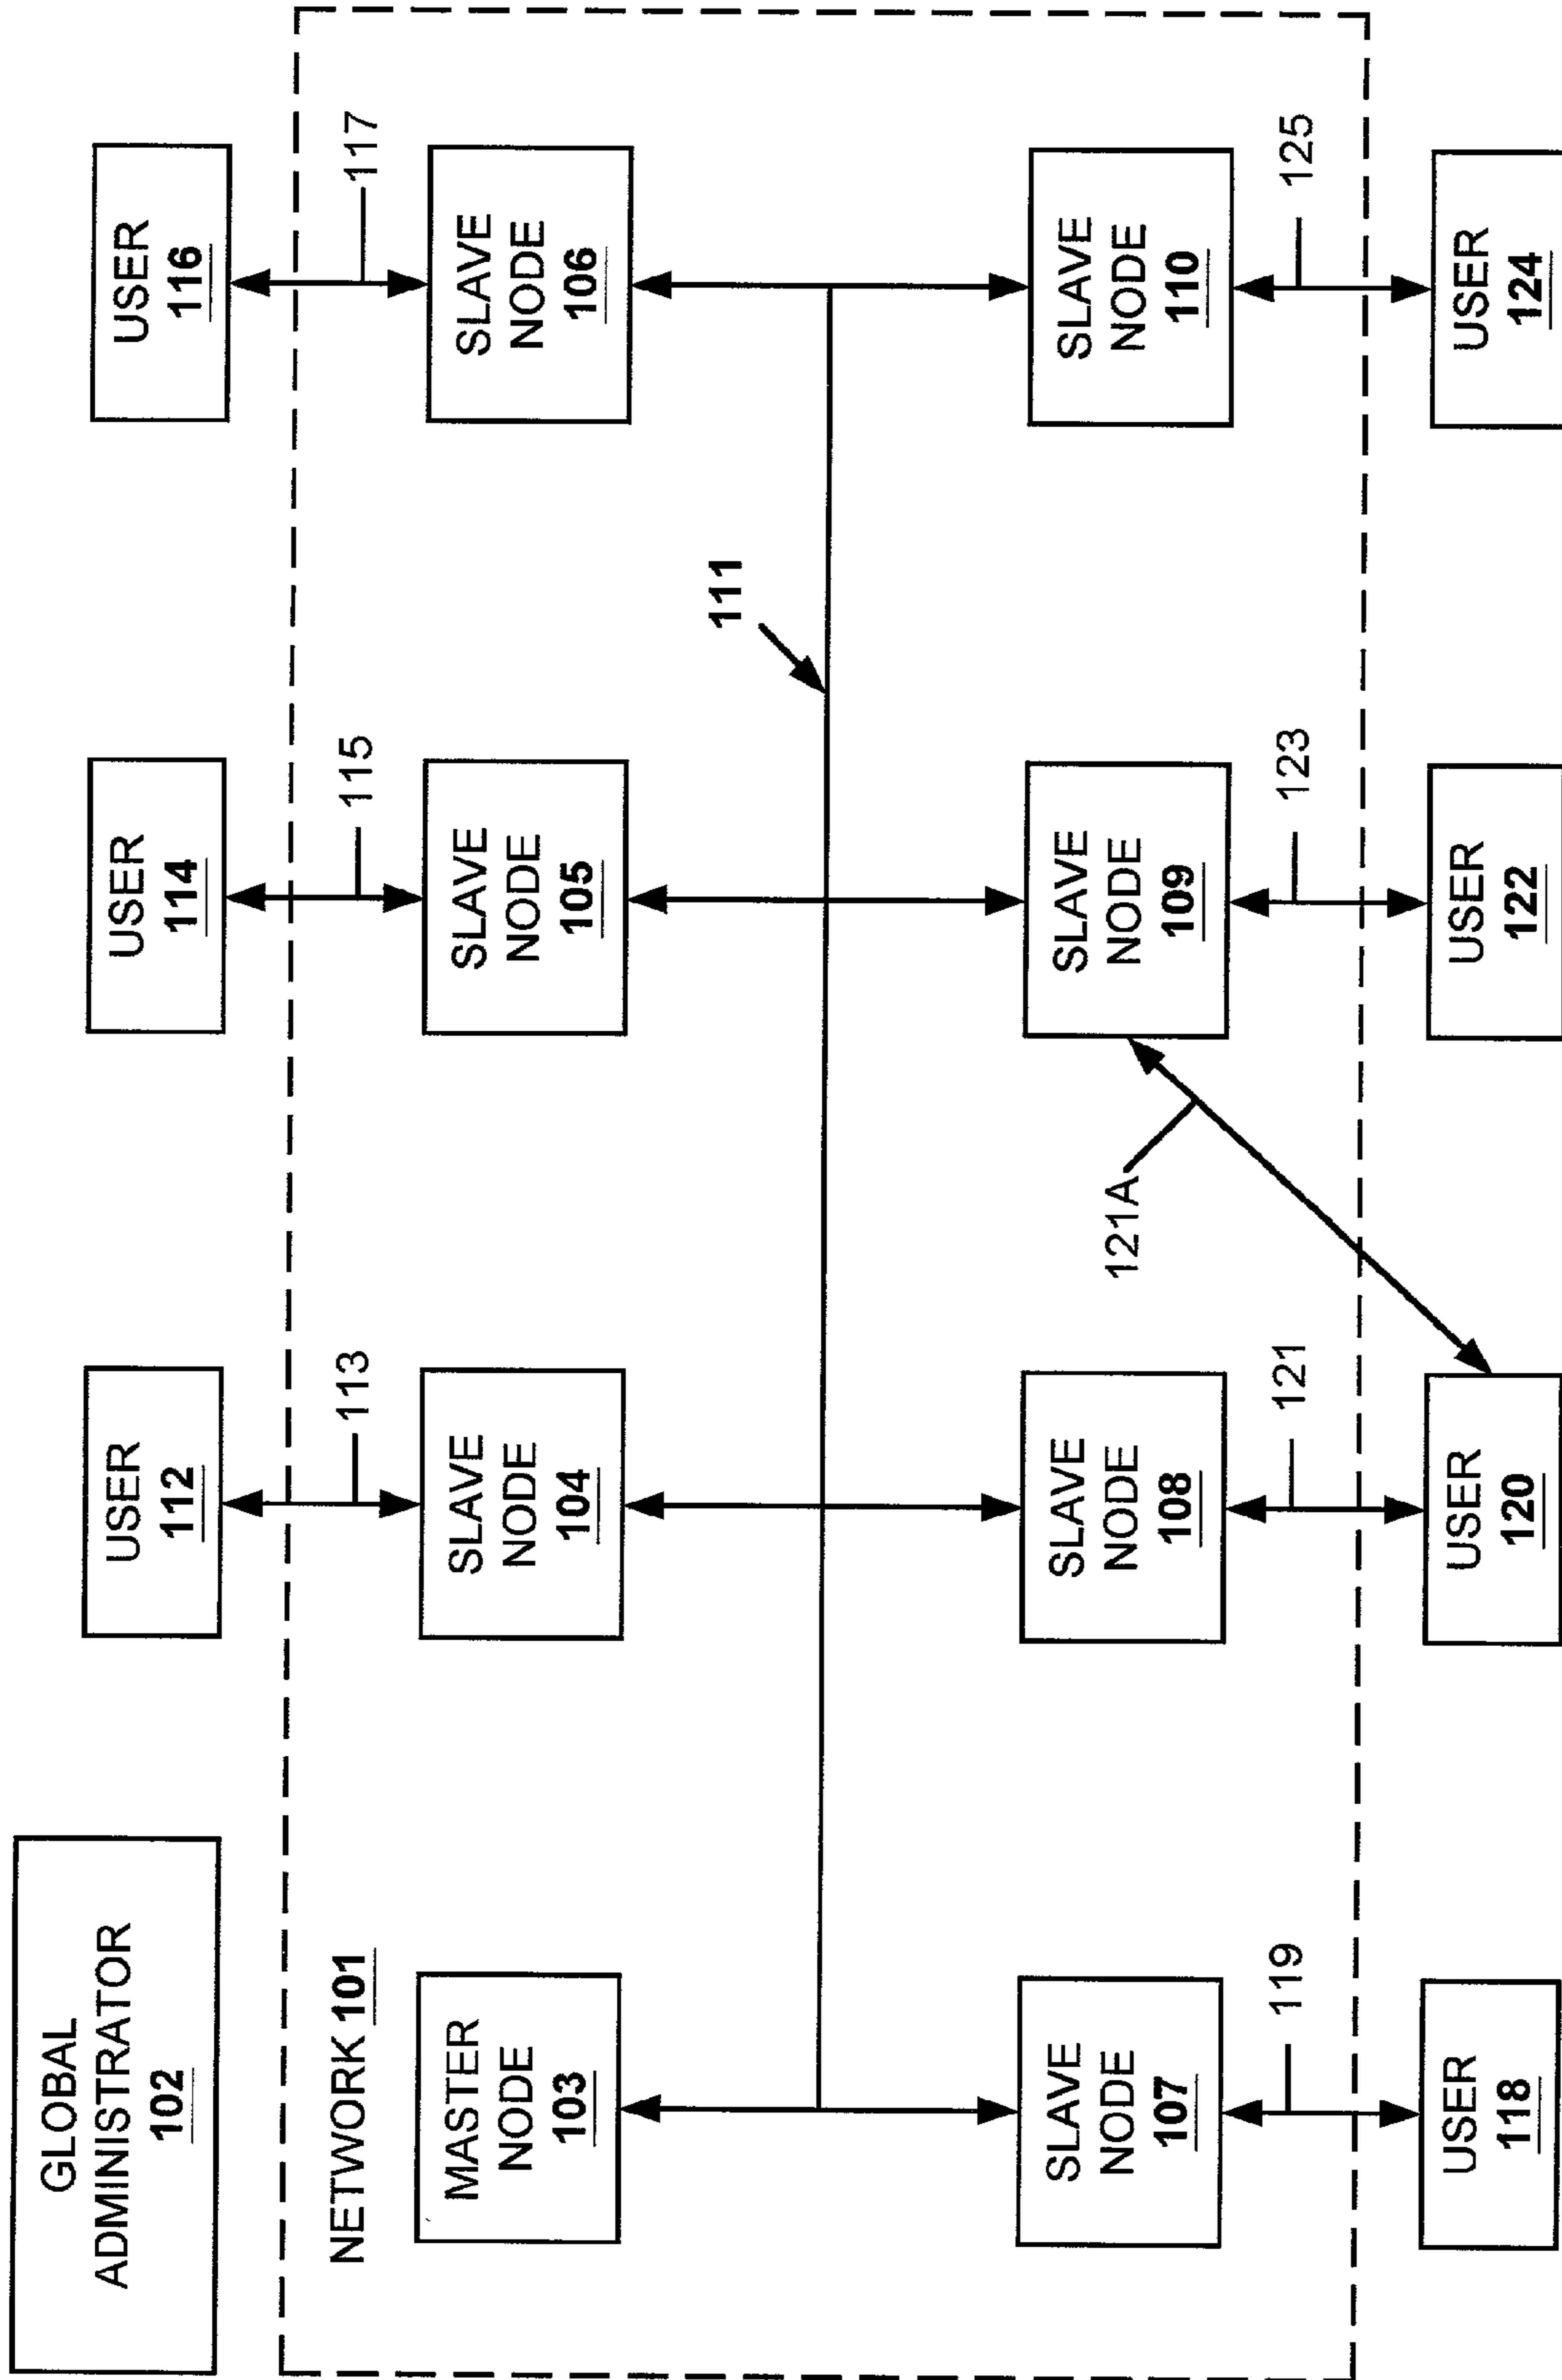 GLOBAL
ADMINISTRATOR
102
USER
112
USER
114
USER
116
NETWORK 101
113
115
117
MASTER
NODE
103
SLAVE
NODE
104
SLAVE
NODE
105
SLAVE
NODE
106
111
SLAVE
NODE
107
SLAVE
NODE
108
121A
SLAVE
NODE
109
SLAVE
NODE
110
119
121
123
125
USER
118
USER
120
USER
122
USER
124